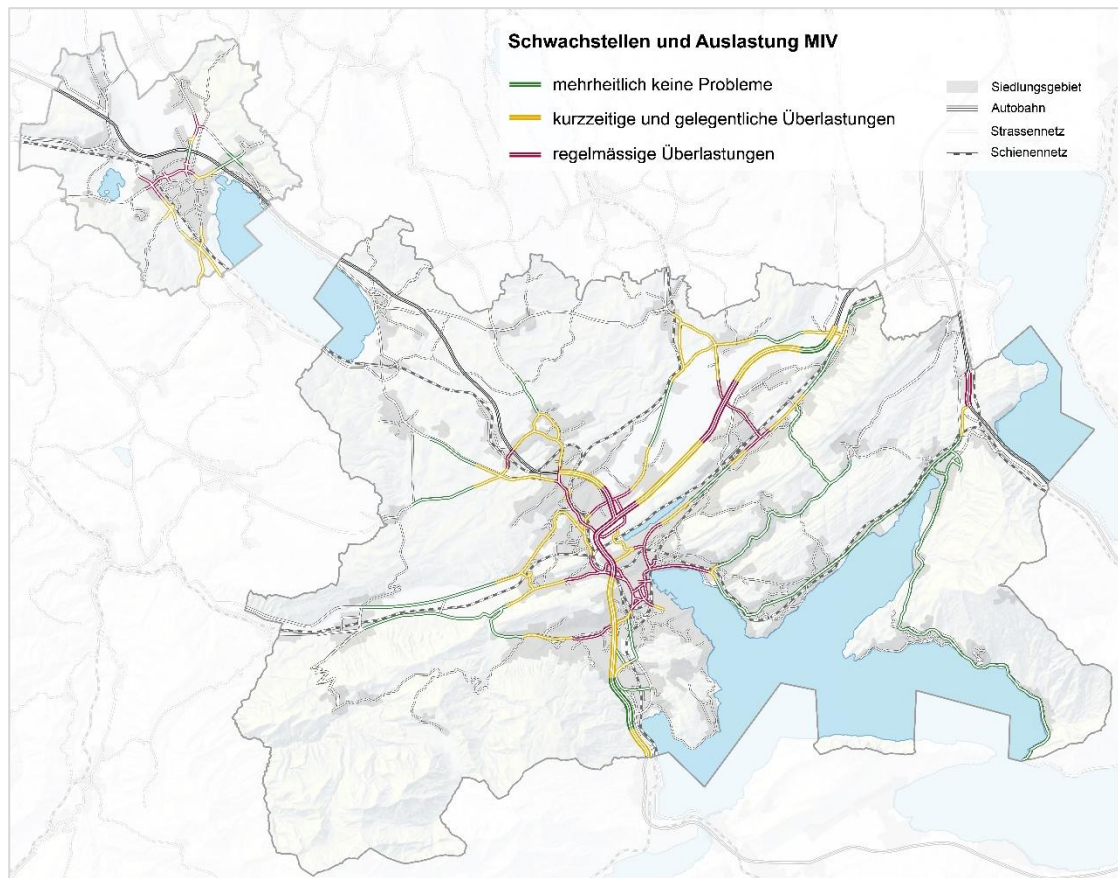 Schwachstellen und Auslastung MIV
mehrheitlich keine Probleme
kurzzeitige und gelegentliche Überlastungen
regelmässige Überlastungen
Siedlungsgebiet
Autobahn
Strassennetz
Schienennetz